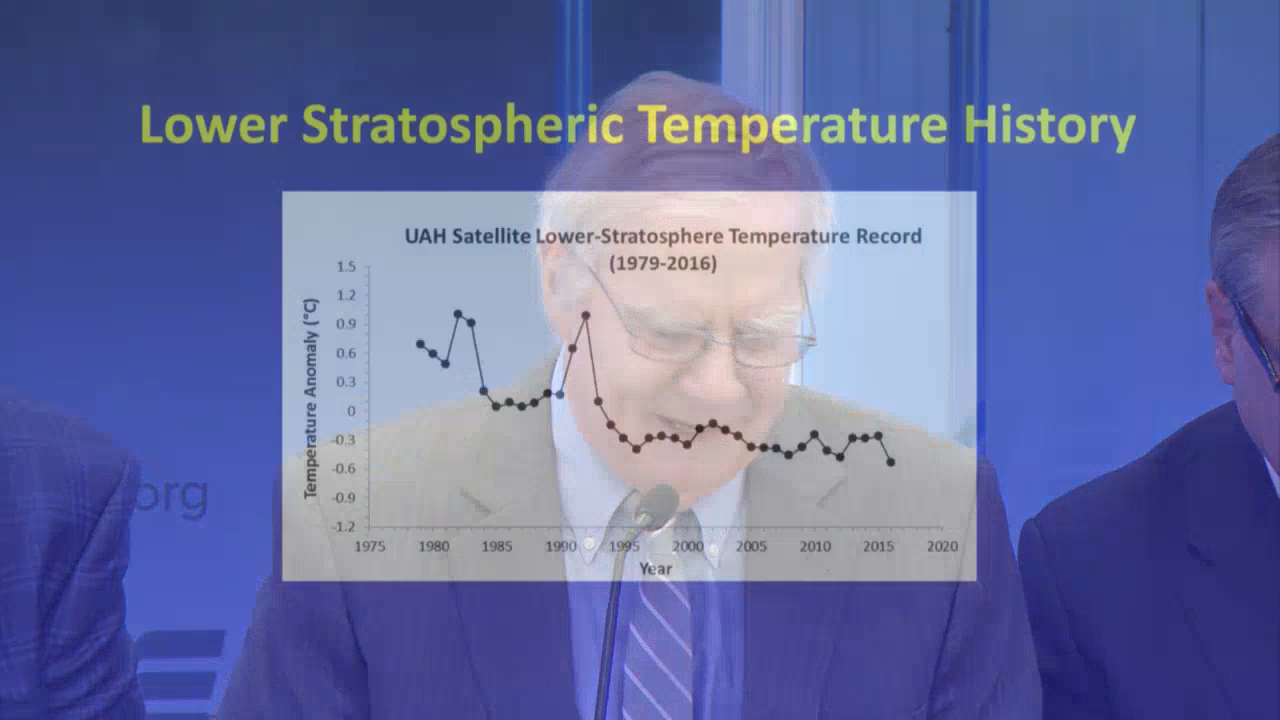 Lower Stratospheric Temperature History
UAH Satellite Lower-Stratosphere Temperature Record
(1979-2016)
Temperature Anomaly (°C)
1.5
1.2
0.9
0.6
0.3
0
-0.3
-0.6
-0.9
-1.2
1975 1980 1985 1990 1995 2000 2005 2010 2015 2020
Year
.org